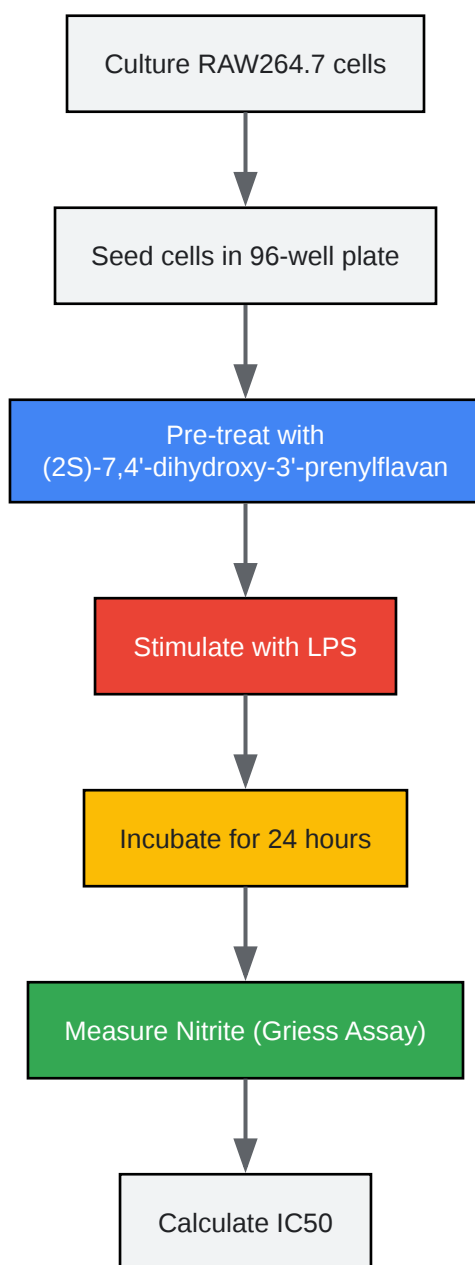 Culture RAW264.7 cells
Seed cells in 96-well plate
Pre-treat with
(2S)-7,4'-dihydroxy-3'-prenylflavan
Stimulate with LPS
Incubate for 24 hours
Measure Nitrite (Griess Assay)
Calculate IC50